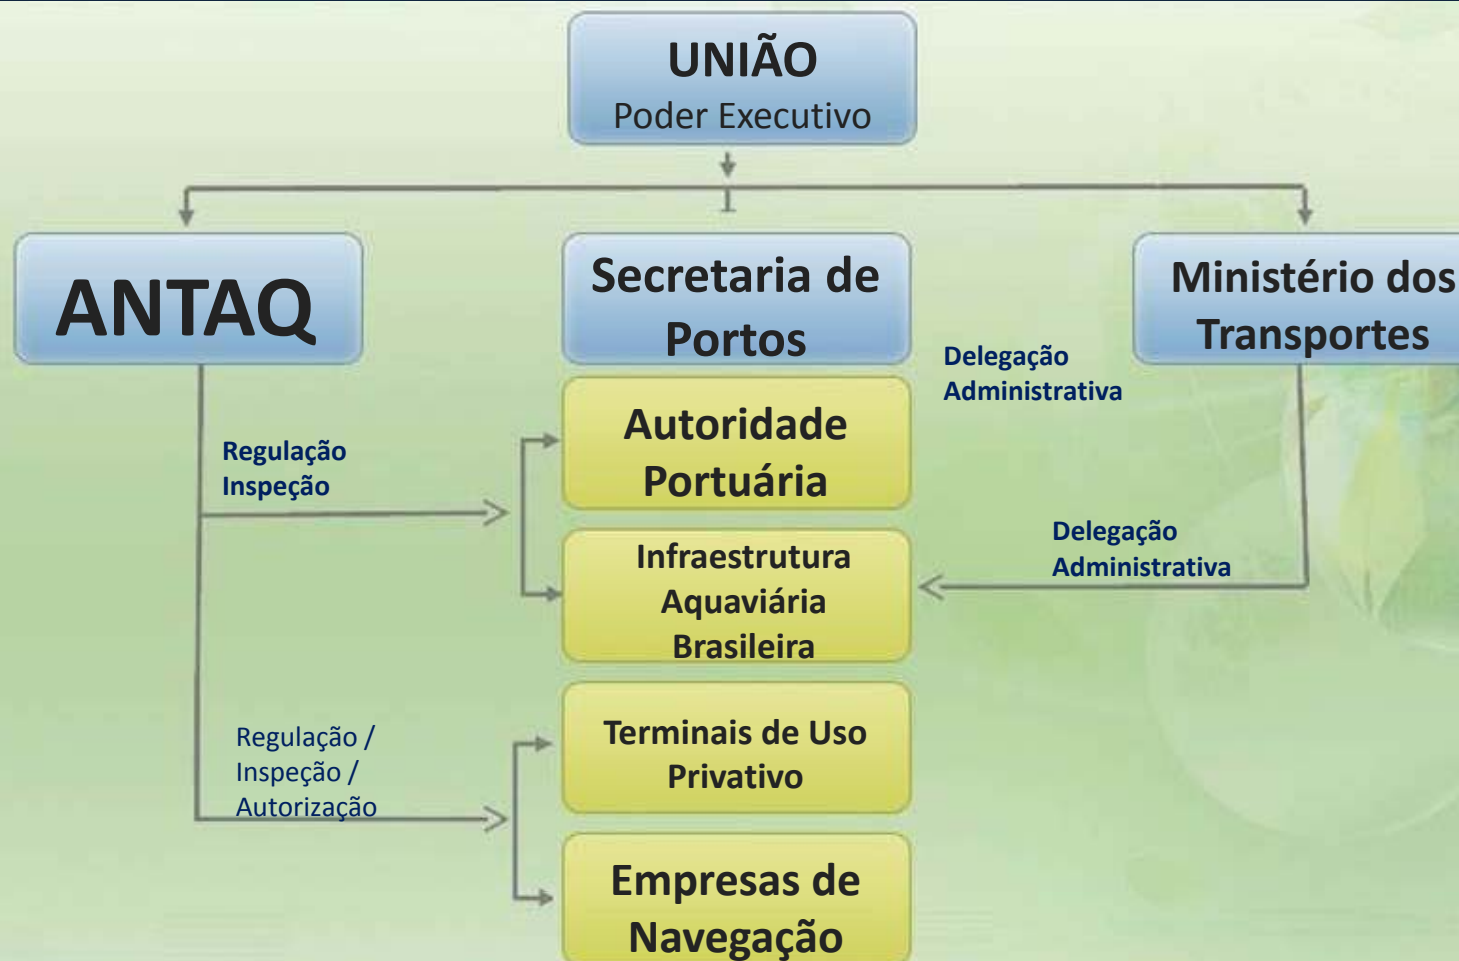 UNIÃO
Poder Executivo
ANTAQ
Secretaria de
Portos
Ministério dos
Transportes
Delegação
Administrativa
Autoridade
Portuária
Regulação
Inspeção
Infraestrutura
Aquaviária
Brasileira
Delegação
Administrativa
Terminais de Uso
Privativo
Regulação /
Inspeção /
Autorização
Empresas de
Navegação